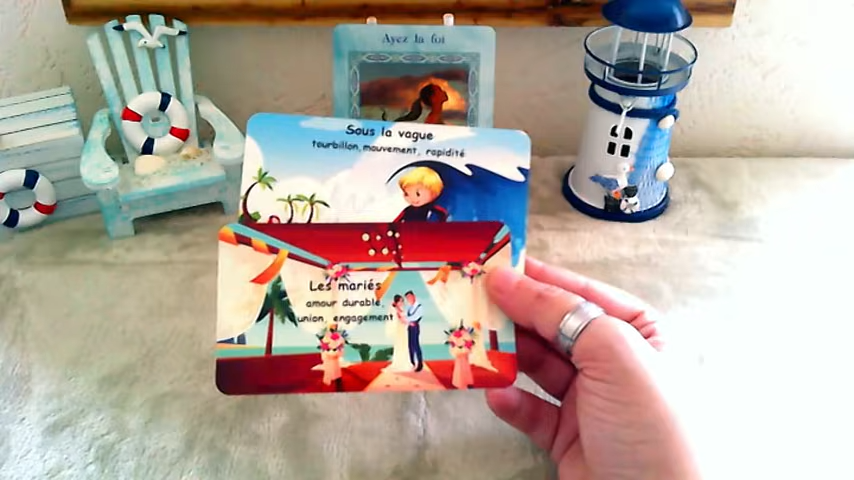 Ayez la foi
Sous la vague
tourbillon, mouvement, rapidité
Les mariés
amour durable,
union, engagement